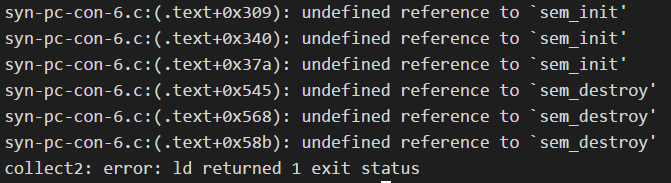 syn-pc-con-6.c:(.text+0x309): undefined reference to `sem_init'
syn-pc-con-6.c:(.text+0x340): undefined reference to `sem_init'
syn-pc-con-6.c:(.text+0x37a): undefined reference to `sem_init'
syn-pc-con-6.c:(.text+0x545): undefined reference to `sem_destroy'
syn-pc-con-6.c:(.text+0x568): undefined reference to `sem_destroy'
syn-pc-con-6.c:(.text+0x58b): undefined reference to `sem_destroy'
collect2: error: ld returned 1 exit status